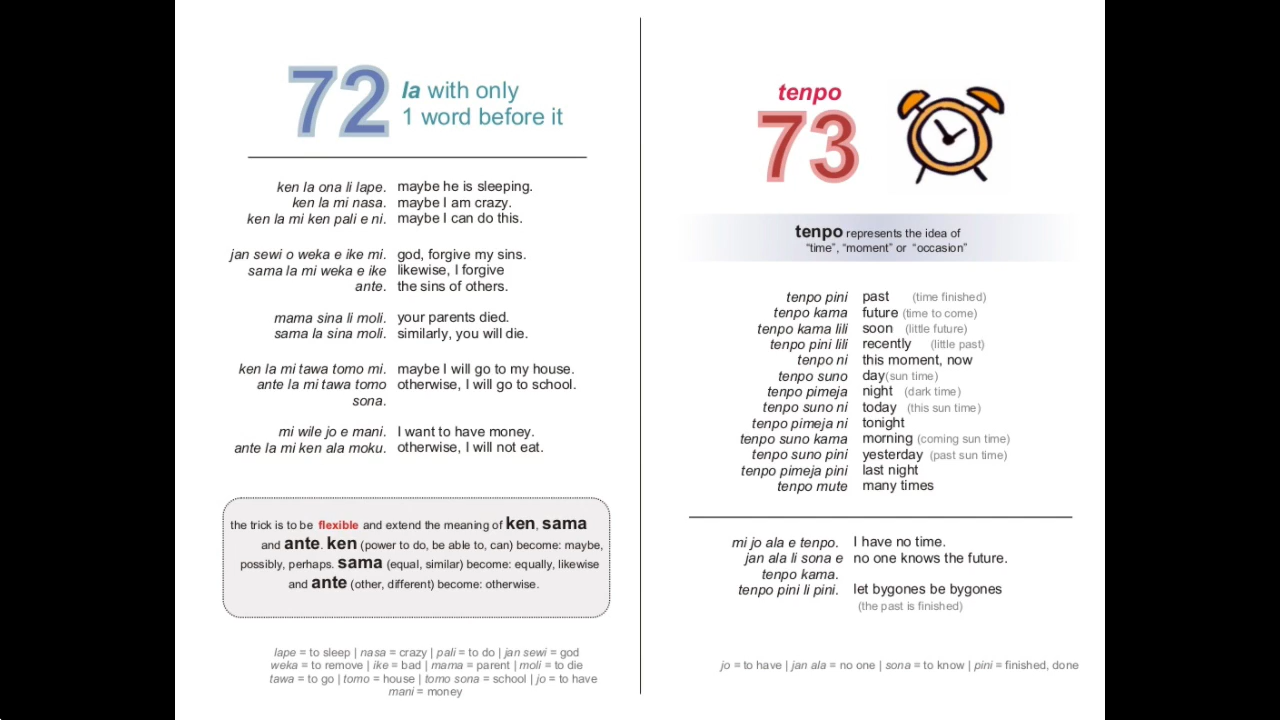 72
la with only
1 word before it
ken la ona li lape. maybe he is sleeping.
ken la mi nasa. maybe I am crazy.
ken la mi ken pali e ni. maybe I can do this.
jan sewi o weka e ike mi. god, forgive my sins.
sama la mi weka e ike likewise, I forgive
ante. the sins of others.
mama sina li moli. your parents died.
sama la sina moli. similarly, you will die.
ken la mi tawa tomo mi. maybe I will go to my house.
ante la mi tawa tomo otherwise, I will go to school.
sona.
mi wile jo e mani. I want to have money.
ante la mi ken ala moku. otherwise, I will not eat.
the trick is to be flexible and extend the meaning of ken, sama
and ante. ken (power to do, be able to, can) become: maybe,
possibly, perhaps. sama (equal, similar) become: equally, likewise
and ante (other, different) become: otherwise.
lape = to sleep | nasa = crazy | pali = to do | jan sewi = god
weka = to remove | ike = bad | mama = parent | moli = to die
tawa = to go | tomo = house | tomo sona = school | jo = to have
mani = money
tenpo
73
tenpo represents the idea of
“time”, “moment” or “occasion”
tenpo pini past (time finished)
tenpo kama future (time to come)
tenpo kama lili soon (little future)
tenpo pini lili recently (little past)
tenpo ni this moment, now
tenpo suno day(sun time)
tenpo pimeja night (dark time)
tenpo suno ni today (this sun time)
tenpo pimeja ni tonight
tenpo suno kama morning (coming sun time)
tenpo suno pini yesterday (past sun time)
tenpo pimeja pini last night
tenpo mute many times
mi jo ala e tenpo. I have no time.
jan ala li sona e no one knows the future.
tenpo kama.
tenpo pini li pini. let bygones be bygones
(the past is finished)
jo = to have | jan ala = no one | sona = to know | pini = finished, done